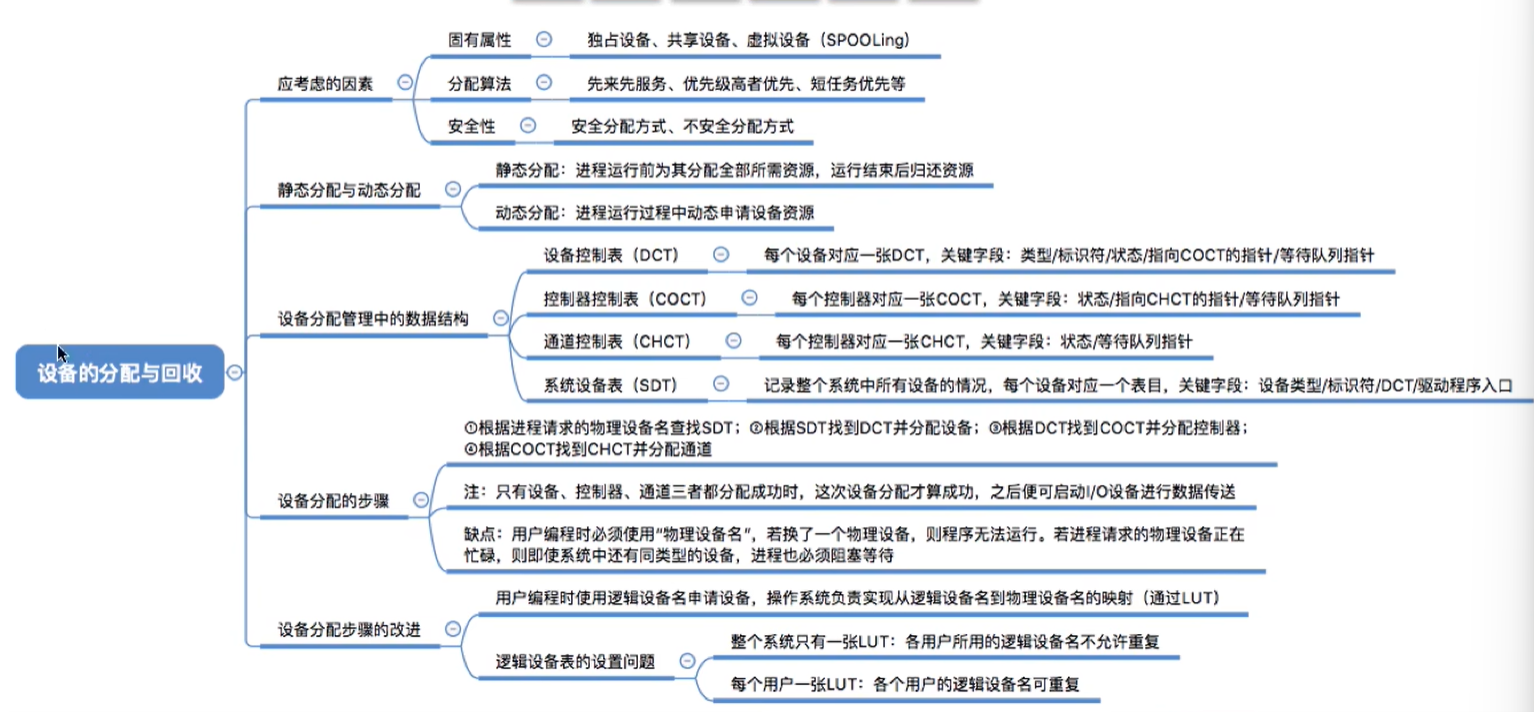 固有属性 独占设备、共享设备、虚拟设备（SPOOLing）
应考虑的因素
分配算法 先来先服务、优先级高者优先、短任务优先等
安全性 安全分配方式、不安全分配方式
静态分配与动态分配
静态分配：进程运行前为其分配全部所需资源，运行结束后归还资源
动态分配：进程运行过程中动态申请设备资源
设备分配管理中的数据结构
设备控制表（DCT） 每个设备对应一张DCT，关键字段：类型/标识符/状态/指向COCT的指针/等待队列指针
控制器控制表（COCT） 每个控制器对应一张COCT，关键字段：状态/指向CHCT的指针/等待队列指针
通道控制表（CHCT） 每个控制器对应一张CHCT，关键字段：状态/等待队列指针
系统设备表（SDT） 记录整个系统中所有设备的情况，每个设备对应一个表目，关键字段：设备类型/标识符/DCT/驱动程序入口
设备的分配与回收
设备分配的步骤
①根据进程请求的物理设备名查找SDT；②根据SDT找到DCT并分配设备；③根据DCT找到COCT并分配控制器；
④根据COCT找到CHCT并分配通道
注：只有设备、控制器、通道三者都分配成功时，这次设备分配才算成功，之后便可启动I/O设备进行数据传送
缺点：用户编程时必须使用“物理设备名”，若换了一个物理设备，则程序无法运行。若进程请求的物理设备正在
忙碌，则即使系统中还有同类型的设备，进程也必须阻塞等待
设备分配步骤的改进
用户编程时使用逻辑设备名申请设备，操作系统负责实现从逻辑设备名到物理设备名的映射（通过LUT）
逻辑设备表的设置问题
整个系统只有一张LUT：各用户所用的逻辑设备名不允许重复
每个用户一张LUT：各个用户的逻辑设备名可重复